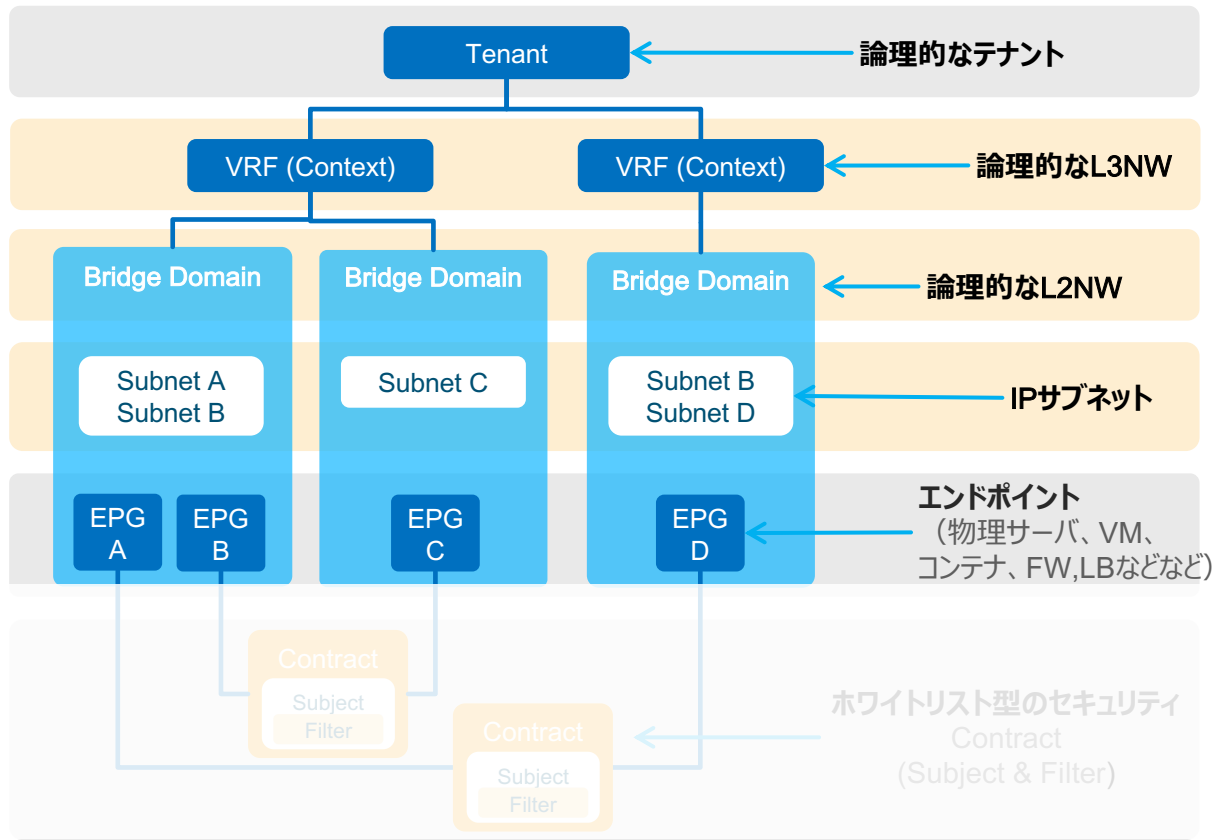 Tenant
論理的なテナント
VRF (Context)
VRF (Context)
論理的なL3NW
Bridge Domain
Bridge Domain
Bridge Domain
論理的なL2NW
Subnet A
Subnet B
Subnet C
Subnet B
Subnet D
IPサブネット
EPG
A
EPG
B
EPG
C
EPG
D
エンドポイント
（物理サーバ、VM、
コンテナ、FW,LBなどなど）
Contract
Subject
Filter
Contract
Subject
Filter
ホワイトリスト型のセキュリティ
Contract
(Subject & Filter)